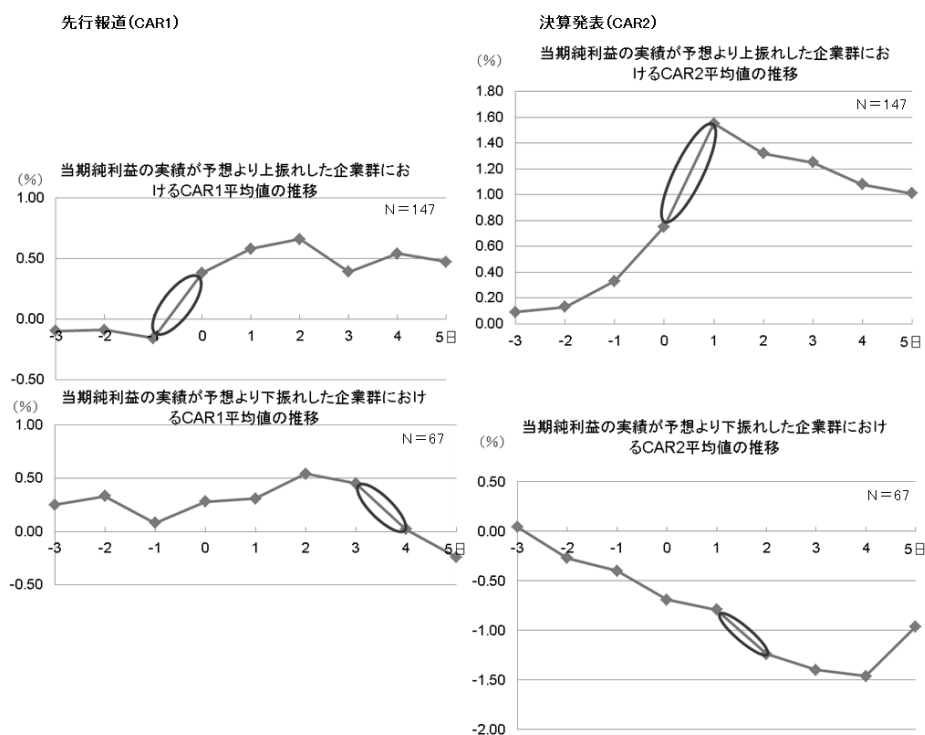 先行報道(CAR1)
当期純利益の実績が予想より上振れした企業群にお
けるCAR1平均値の推移
(%)
N=147
1.00
0.50
0.00
-0.50
-3 -2 -1 0 1 2 3 4 5日
当期純利益の実績が予想より下振れした企業群におけ
るCAR1平均値の推移
(%)
N=67
1.00
0.50
0.00
-0.50
-3 -2 -1 0 1 2 3 4 5日
決算発表(CAR2)
当期純利益の実績が予想より上振れした企業群にお
けるCAR2平均値の推移
(%)
N=147
1.80
1.60
1.40
1.20
1.00
0.80
0.60
0.40
0.20
0.00
-3 -2 -1 0 1 2 3 4 5日
当期純利益の実績が予想より下振れした企業群におけ
るCAR2平均値の推移
(%)
N=67
0.50
0.00
-0.50
-1.00
-1.50
-2.00
-3 -2 -1 0 1 2 3 4 5日